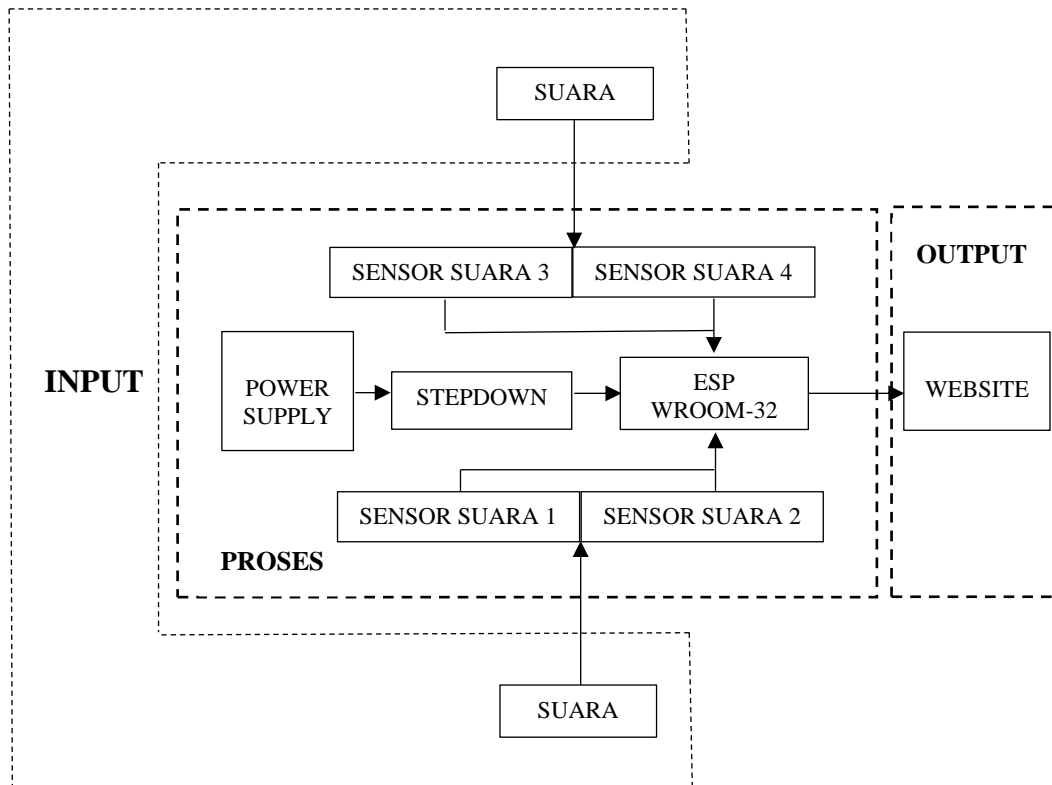 SUARA
OUTPUT
SENSOR SUARA 3
SENSOR SUARA 4
INPUT
POWER
SUPPLY
STEPDOWN
ESP
WROOM-32
WEBSITE
SENSOR SUARA 1
SENSOR SUARA 2
PROSES
SUARA